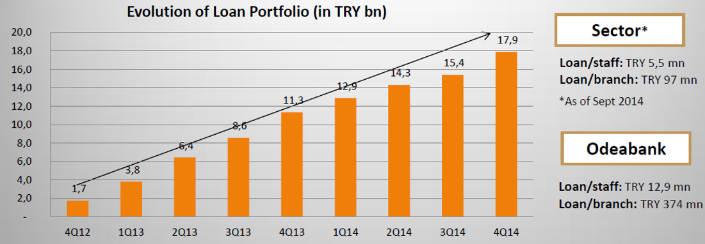 Evolution of Loan Portfolio (in TRY bn)
20,0
18,0
16,0
14,0
12,0
10,0
8,0
6,0
4,0
2,0
-
1,7
3,8
6,4
8,6
11,3
12,9
14,3
15,4
17,9
4Q12 1Q13 2Q13 3Q13 4Q13 1Q14 2Q14 3Q14 4Q14
Sector*
Loan/staff: TRY 5,5 mn
Loan/branch: TRY 97 mn
*As of Sept 2014
Odeabank
Loan/staff: TRY 12,9 mn
Loan/branch: TRY 374 mn